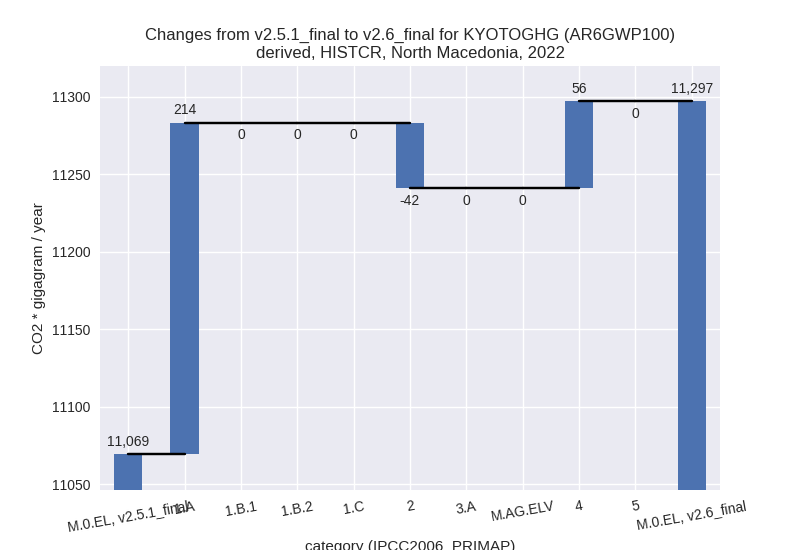 Changes from v2.5.1_final to v2.6_final for KYOTOGHG (AR6GWP100)
derived, HISTCR, North Macedonia, 2022
CO2 * gigagram / year
11300
11250
11200
11150
11100
11050
11,069
214
0
0
0
-42
0
0
56
0
11,297
M.0.EL, v2.5.1_final
1.A
1.B.1
1.B.2
1.C
2
3.A
M.AG.ELV
4
5
M.0.EL, v2.6_final
category (IPCC2006_PRIMAP)